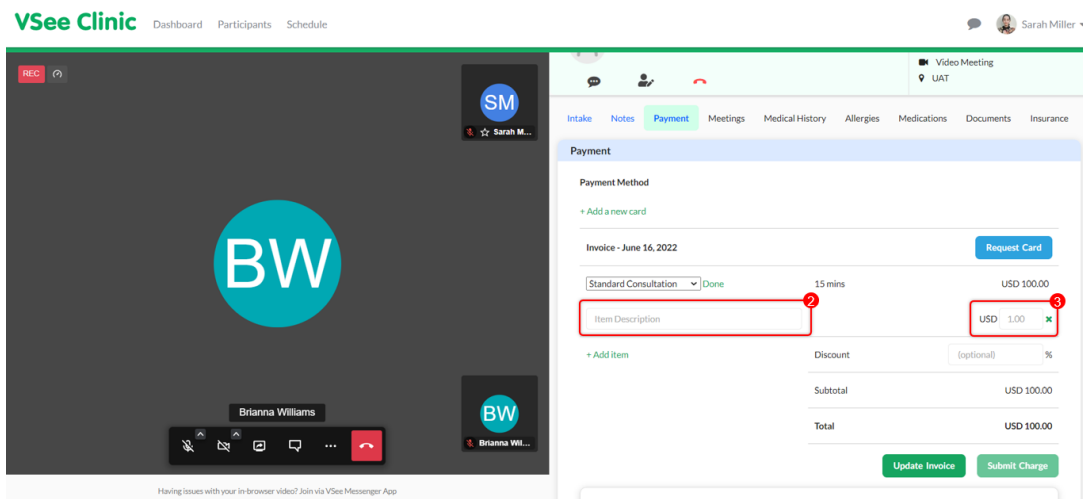 VSee Clinic Dashboard Participants Schedule Sarah Miller
REC
SM
Sarah M...
BW
Brianna Williams
BW
Brianna Wil...
Having issues with your in-browser video? Join via VSee Messenger App
Video Meeting
UAT
Intake Notes Payment Meetings Medical History Allergies Medications Documents Insurance
Payment
Payment Method
+ Add a new card
Invoice - June 16, 2022 Request Card
Standard Consultation Done 15 mins USD 100.00
2 3
Item Description USD 1.00
+ Add item Discount (optional) %
Subtotal USD 100.00
Total USD 100.00
Update Invoice Submit Charge